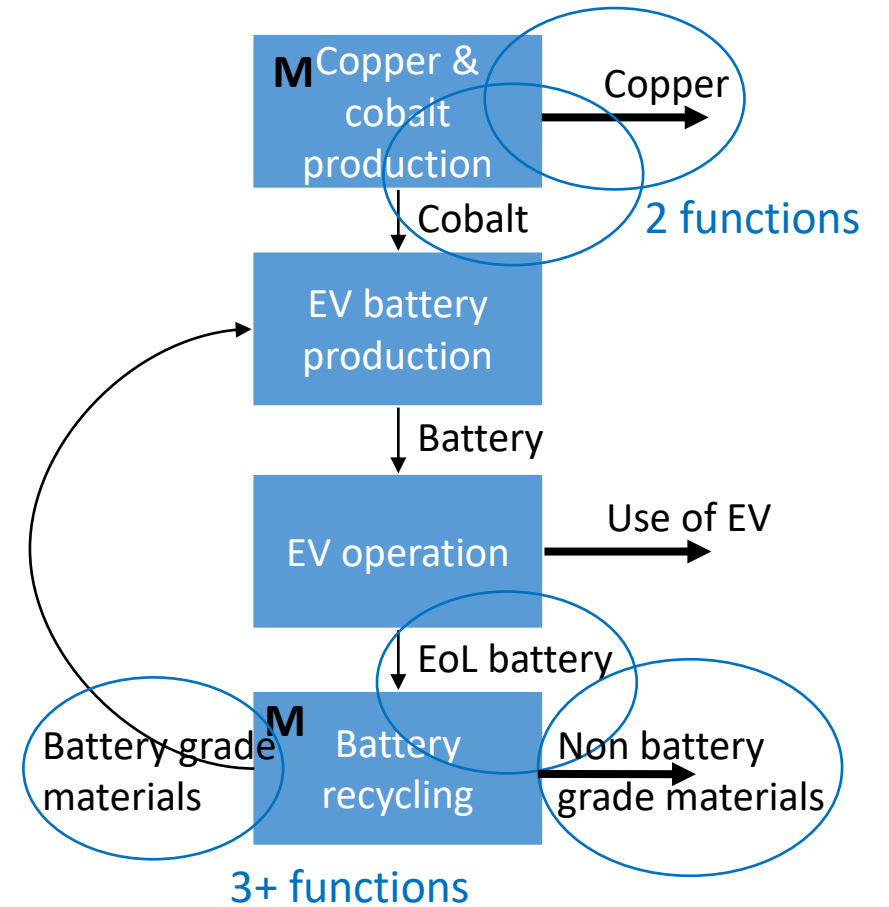 M
Copper &
cobalt
production
Copper
2 functions
Cobalt
EV battery
production
Battery
EV operation
Use of EV
EoL battery
M
Battery grade
materials
Battery
recycling
Non battery
grade materials
3+ functions